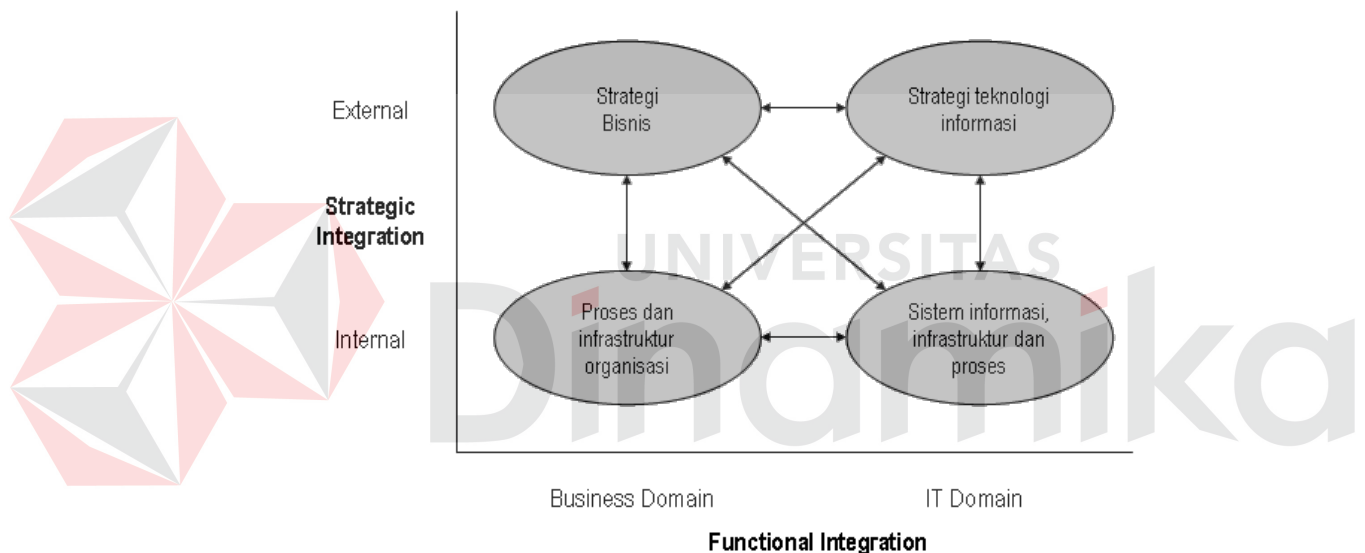 External
Strategi
Bisnis
Strategi teknologi
informasi
Strategic
Integration
UNIVERSITAS
Dinamika
Internal
Proses dan
infrastruktur
organisasi
Sistem informasi,
infrastruktur dan
proses
Business Domain
IT Domain
Functional Integration